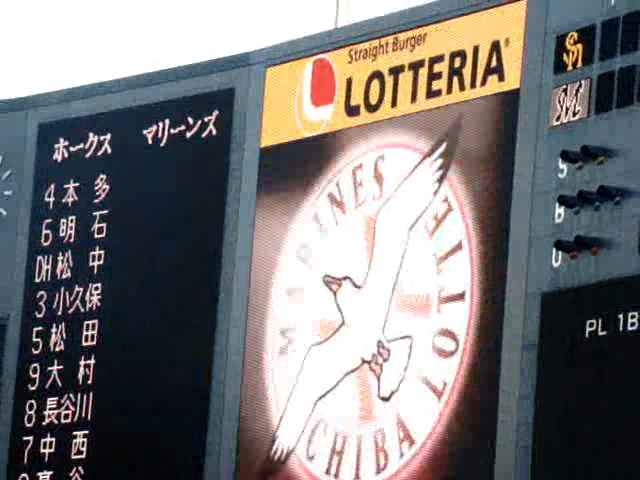 ホークス マリーンズ
4 本 多
6 明 石
DH 松 中
3 小久保
5 松 田
9 大 村
8 長谷川
7 中 西
Straight Burger
LOTTERIA
MARINES
CHIBA LOTTE
SH
S
B
O
PL 1B